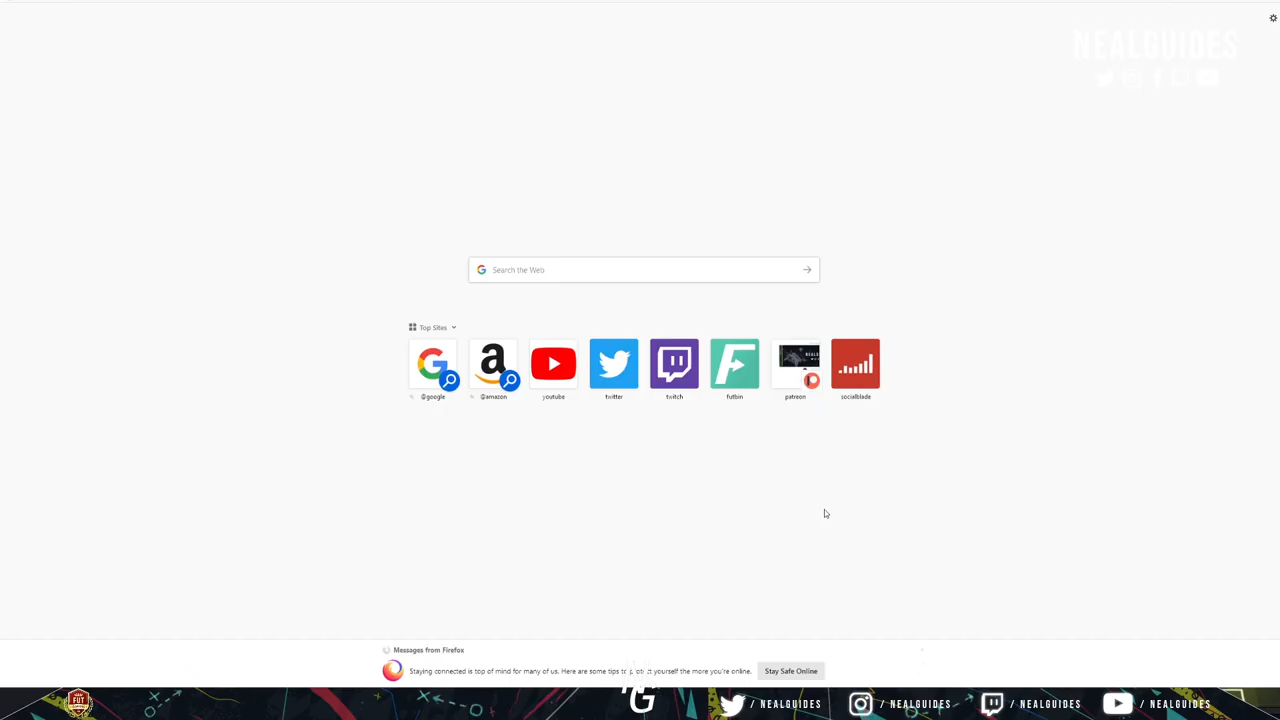 NEALGUIDES
Search the Web
Top Sites
@google
@amazon
youtube
twitter
twitch
futbin
patreon
socialblade
Messages from Firefox
Staying connected is top of mind for many of us. Here are some tips to yourself the more you're online.
Stay Safe Online
FUT
NG
/ NEALGUIDES
/ NEALGUIDES
/ NEALGUIDES
/ NEALGUIDES